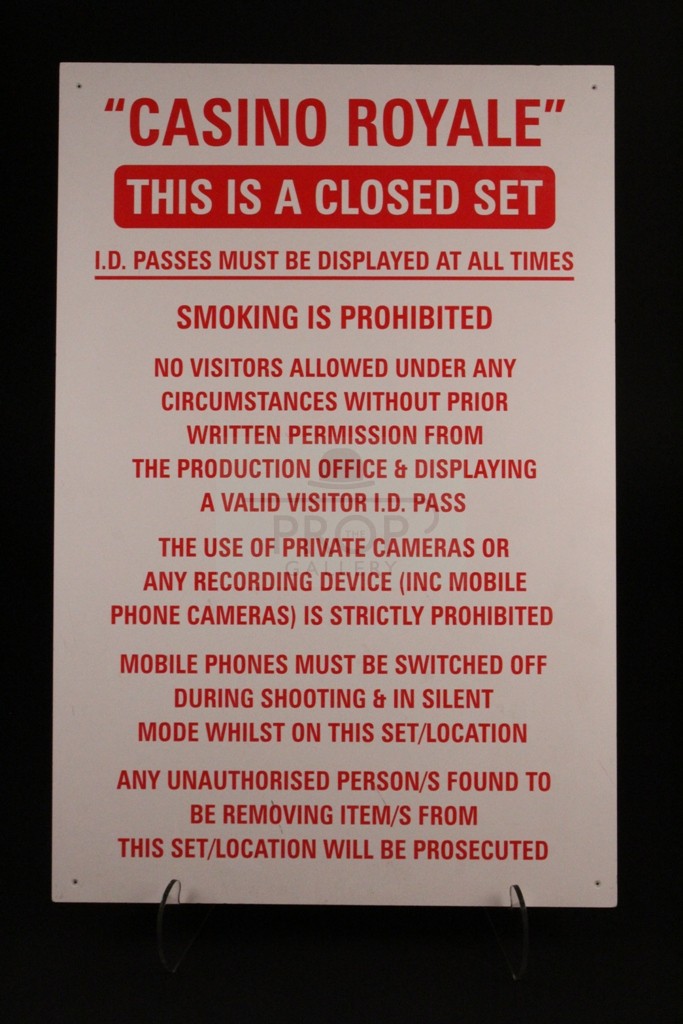 “CASINO ROYALE”
THIS IS A CLOSED SET
I.D. PASSES MUST BE DISPLAYED AT ALL TIMES
SMOKING IS PROHIBITED
NO VISITORS ALLOWED UNDER ANY
CIRCUMSTANCES WITHOUT PRIOR
WRITTEN PERMISSION FROM
THE PRODUCTION OFFICE & DISPLAYING
A VALID VISITOR I.D. PASS
THE PROP GALLERY
THE USE OF PRIVATE CAMERAS OR
ANY RECORDING DEVICE (INC MOBILE
PHONE CAMERAS) IS STRICTLY PROHIBITED
MOBILE PHONES MUST BE SWITCHED OFF
DURING SHOOTING & IN SILENT
MODE WHILST ON THIS SET/LOCATION
ANY UNAUTHORISED PERSON/S FOUND TO
BE REMOVING ITEM/S FROM
THIS SET/LOCATION WILL BE PROSECUTED